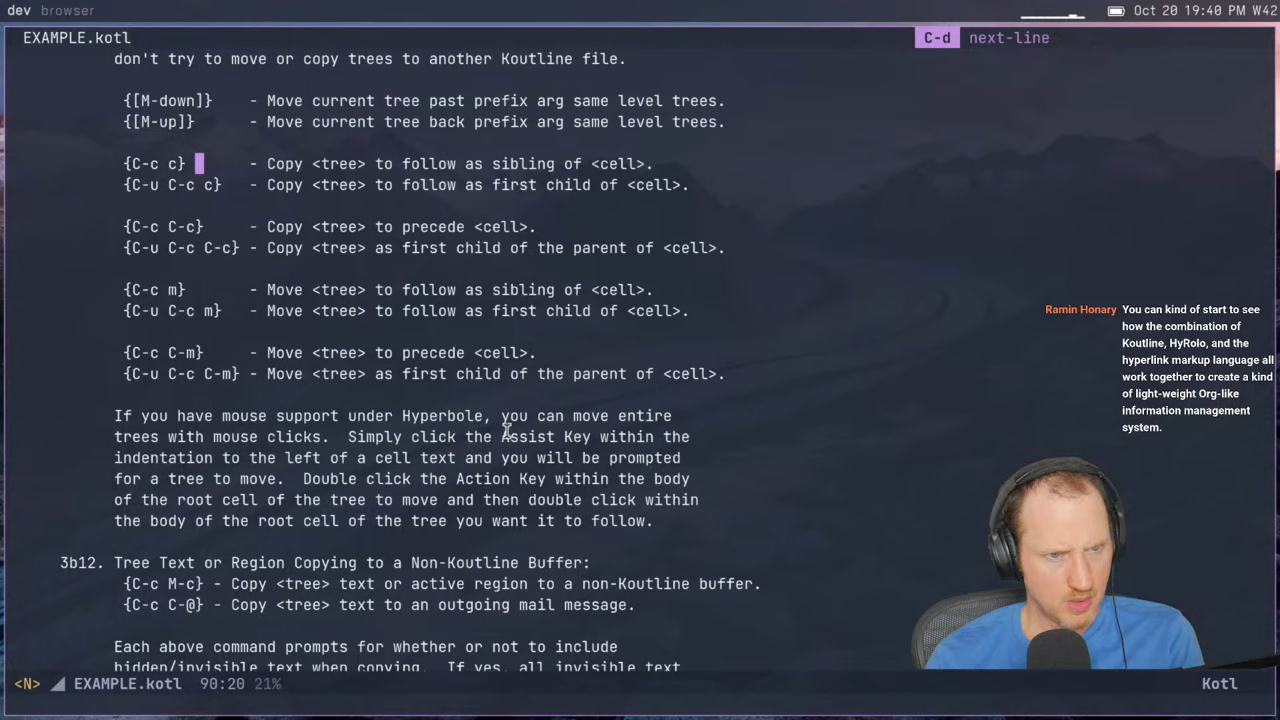 dev browser
Oct 20 19:40 PM W42
EXAMPLE.kotl
C-d next-line
don't try to move or copy trees to another Koutline file.
{[M-down]} - Move current tree past prefix arg same level trees.
{[M-up]} - Move current tree back prefix arg same level trees.
{C-c c} - Copy <tree> to follow as sibling of <cell>.
{C-u C-c c} - Copy <tree> to follow as first child of <cell>.
{C-c C-c} - Copy <tree> to precede <cell>.
{C-u C-c C-c} - Copy <tree> as first child of the parent of <cell>.
{C-c m} - Move <tree> to follow as sibling of <cell>.
{C-u C-c m} - Move <tree> to follow as first child of <cell>.
{C-c C-m} - Move <tree> to precede <cell>.
{C-u C-c C-m} - Move <tree> as first child of the parent of <cell>.
If you have mouse support under Hyperbole, you can move entire
trees with mouse clicks. Simply click the Assist Key within the
indentation to the left of a cell text and you will be prompted
for a tree to move. Double click the Action Key within the body
of the root cell of the tree to move and then double click within
the body of the root cell of the tree you want it to follow.
3b12. Tree Text or Region Copying to a Non-Koutline Buffer:
{C-c M-c} - Copy <tree> text or active region to a non-Koutline buffer.
{C-c C-@} - Copy <tree> text to an outgoing mail message.
Each above command prompts for whether or not to include
hidden/invisible text when copying. If yes, all invisible text
Ramin Honary You can kind of start to see
how the combination of
Koutline, HyRolo, and the
hyperlink markup language all
work together to create a kind
of light-weight Org-like
information management
system.
<N> EXAMPLE.kotl 90:20 21% Kotl